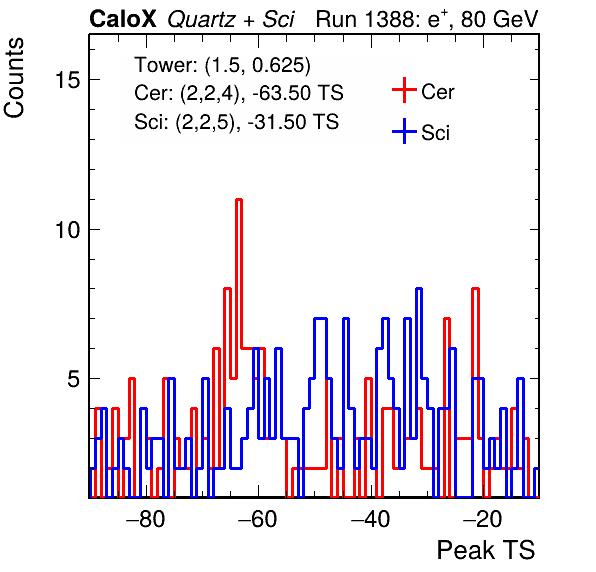 CaloX Quartz + Sci Run 1388: e⁺, 80 GeV
Counts
Tower: (1.5, 0.625)
Cer: (2,2,4), -63.50 TS
Sci: (2,2,5), -31.50 TS
Cer
Sci
15
10
5
−80 −60 −40 −20
Peak TS